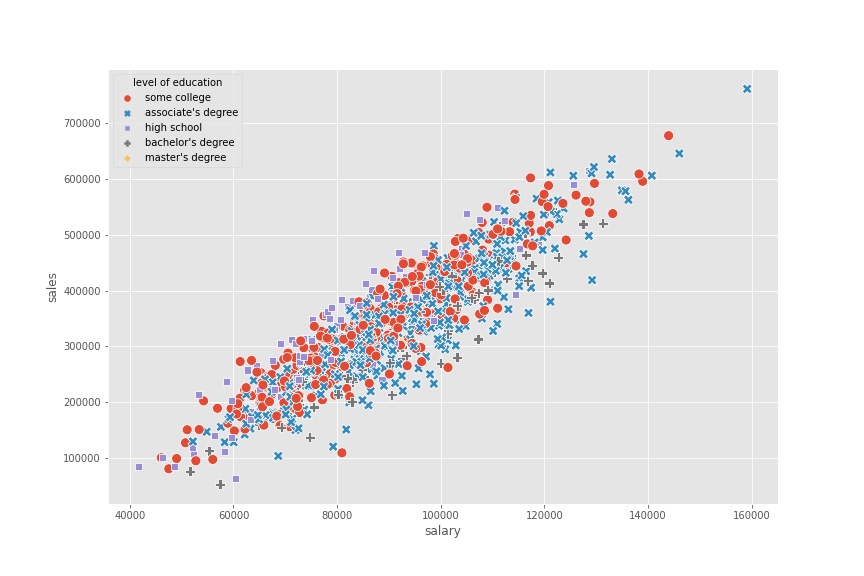 level of education
some college
associate's degree
high school
bachelor's degree
master's degree
700000
600000
500000
400000
300000
200000
100000
sales
40000 60000 80000 100000 120000 140000 160000
salary